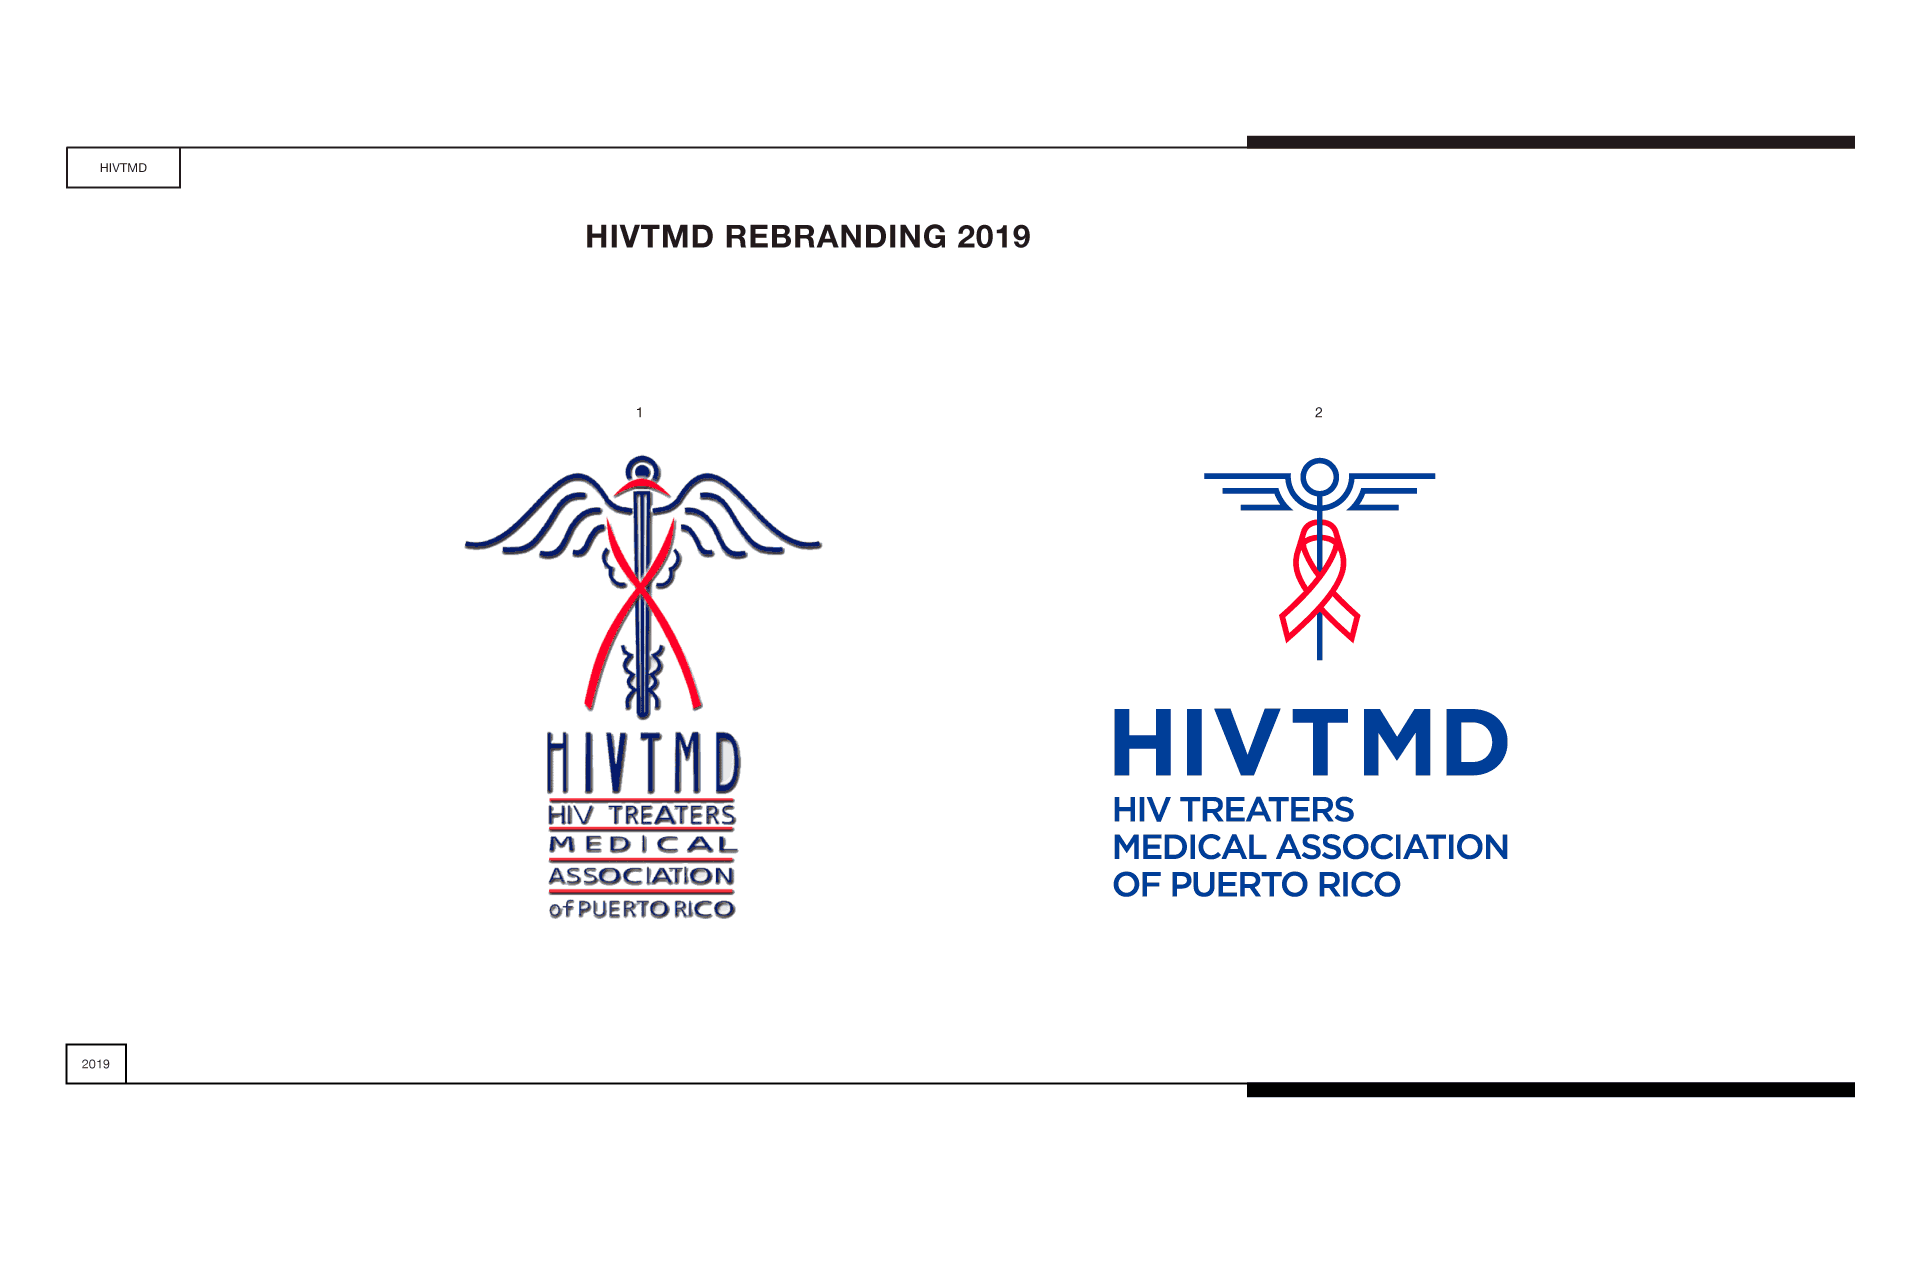 HIVTMD
HIVTMD REBRANDING 2019
1
HIVTMD
HIV TREATERS
MEDICAL
ASSOCIATION
of PUERTO RICO
2
HIVTMD
HIV TREATERS
MEDICAL ASSOCIATION
OF PUERTO RICO
2019